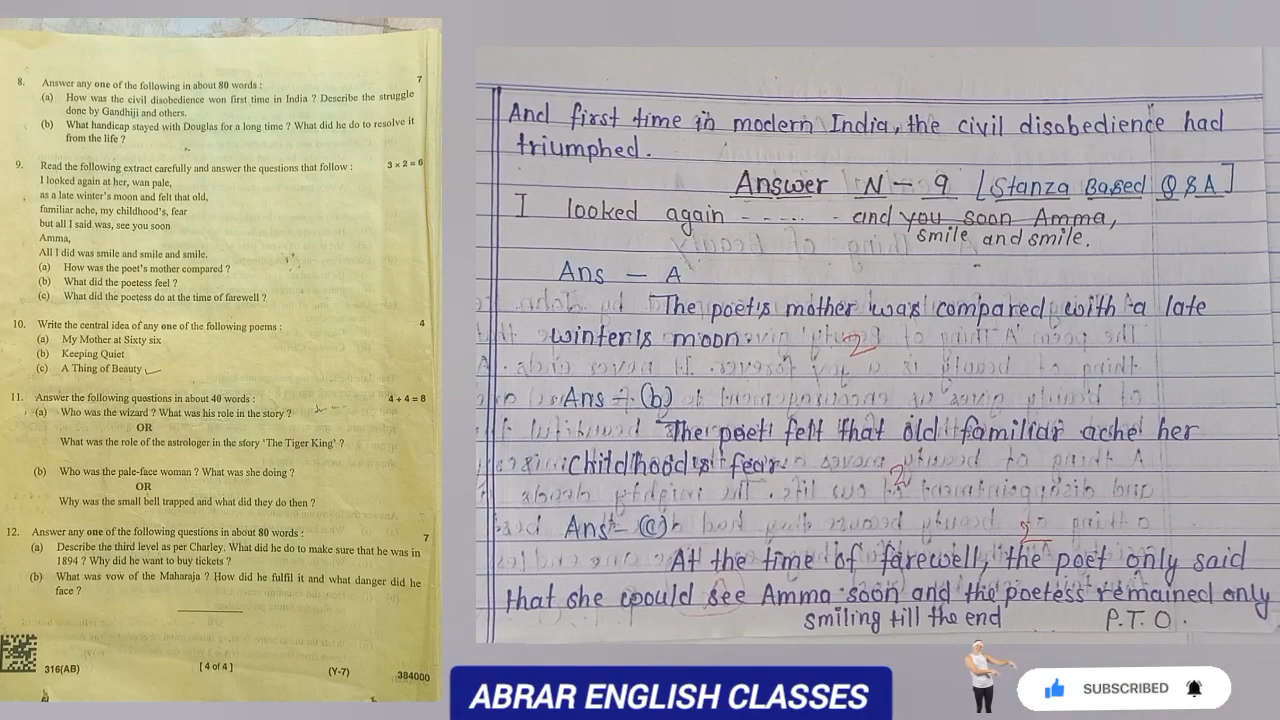 8. Answer any one of the following in about 80 words : 7
(a) How was the civil disobedience won first time in India ? Describe the struggle
done by Gandhiji and others.
(b) What handicap stayed with Douglas for a long time ? What did he do to resolve it
from the life ?
9. Read the following extract carefully and answer the questions that follow : 3 × 2 = 6
I looked again at her, wan pale,
as a late winter's moon and felt that old,
familiar ache, my childhood's, fear
but all I said was, see you soon
Amma,
All I did was smile and smile and smile.
(a) How was the poet's mother compared ?
(b) What did the poetess feel ?
(c) What did the poetess do at the time of farewell ?
10. Write the central idea of any one of the following poems : 4
(a) My Mother at Sixty six
(b) Keeping Quiet
(c) A Thing of Beauty
11. Answer the following questions in about 40 words : 4 + 4 = 8
(a) Who was the wizard ? What was his role in the story ?
OR
What was the role of the astrologer in the story 'The Tiger King' ?
(b) Who was the pale-face woman ? What was she doing ?
OR
Why was the small bell trapped and what did they do then ?
12. Answer any one of the following questions in about 80 words : 7
(a) Describe the third level as per Charley. What did he do to make sure that he was in
1894 ? Why did he want to buy tickets ?
(b) What was vow of the Maharaja ? How did he fulfil it and what danger did he
face ?
316(AB) [ 4 of 4 ] (Y-7) 384000
And first time in modern India, the civil disobedience had
triumphed.
Answer N - 9 [Stanza Based Q&A]
I looked again - - ... - and you soon Amma,
smile and smile.
Ans — A
The poet's mother was compared with a late
winter's moon
2
Ans - (b)
The poet felt that old familiar ache her
Childhood's fear
2
Ans - (c)
2
At the time of farewell, the poet only said
that she could see Amma soon and the poetess remained only
smiling till the end
P.T.O.
ABRAR ENGLISH CLASSES
SUBSCRIBED